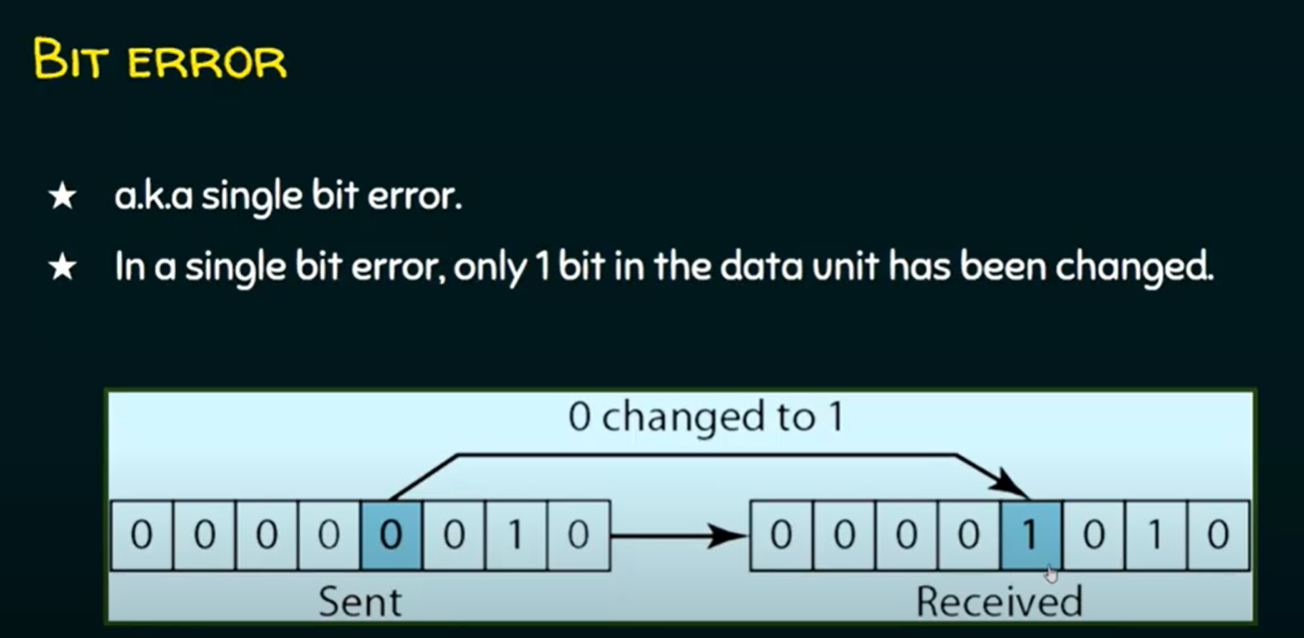 BIT ERROR
★ a.k.a single bit error.
★ In a single bit error, only 1 bit in the data unit has been changed.
0 changed to 1
0 0 0 0 0 0 1 0 0 0 0 0 1 0 1 0
Sent Received